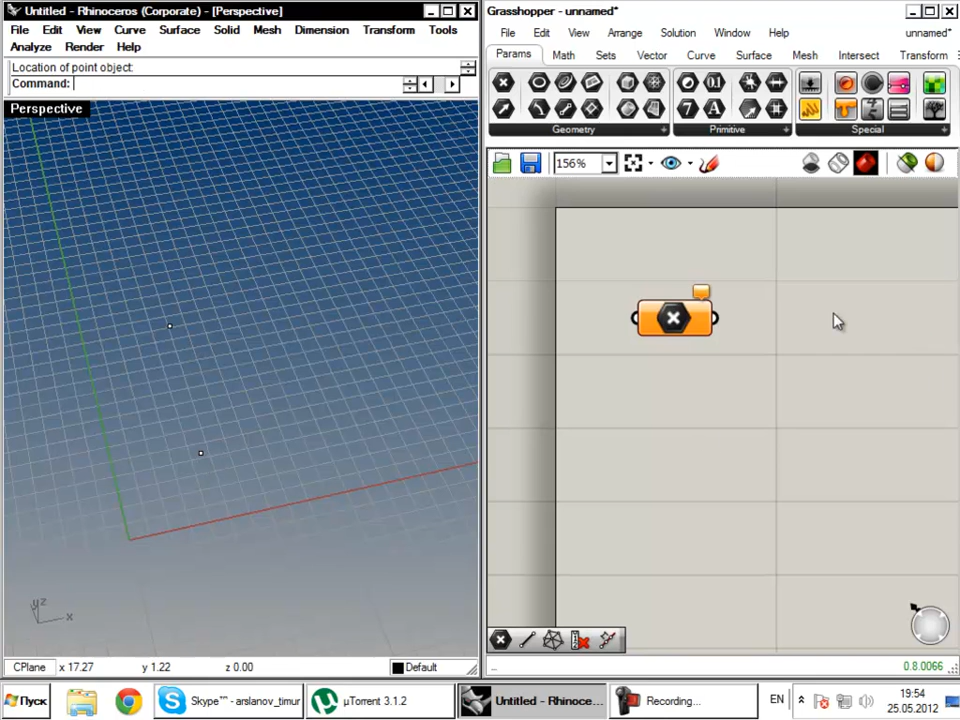 Untitled - Rhinoceros (Corporate) - [Perspective]
File Edit View Curve Surface Solid Mesh Dimension Transform Tools
Analyze Render Help
Location of point object:
Command:
Perspective
z
y
x
CPlane x 17.27 y 1.22 z 0.00 Default
Grasshopper - unnamed*
File Edit View Arrange Solution Window Help unnamed*
Params Math Sets Vector Curve Surface Mesh Intersect Transform
0.1
7 A
Geometry + Primitive + Special +
156%
0.8.0066
Пуск Skype™ - arslanov_timur µTorrent 3.1.2 Untitled - Rhinoce... Recording... EN 19:54
25.05.2012